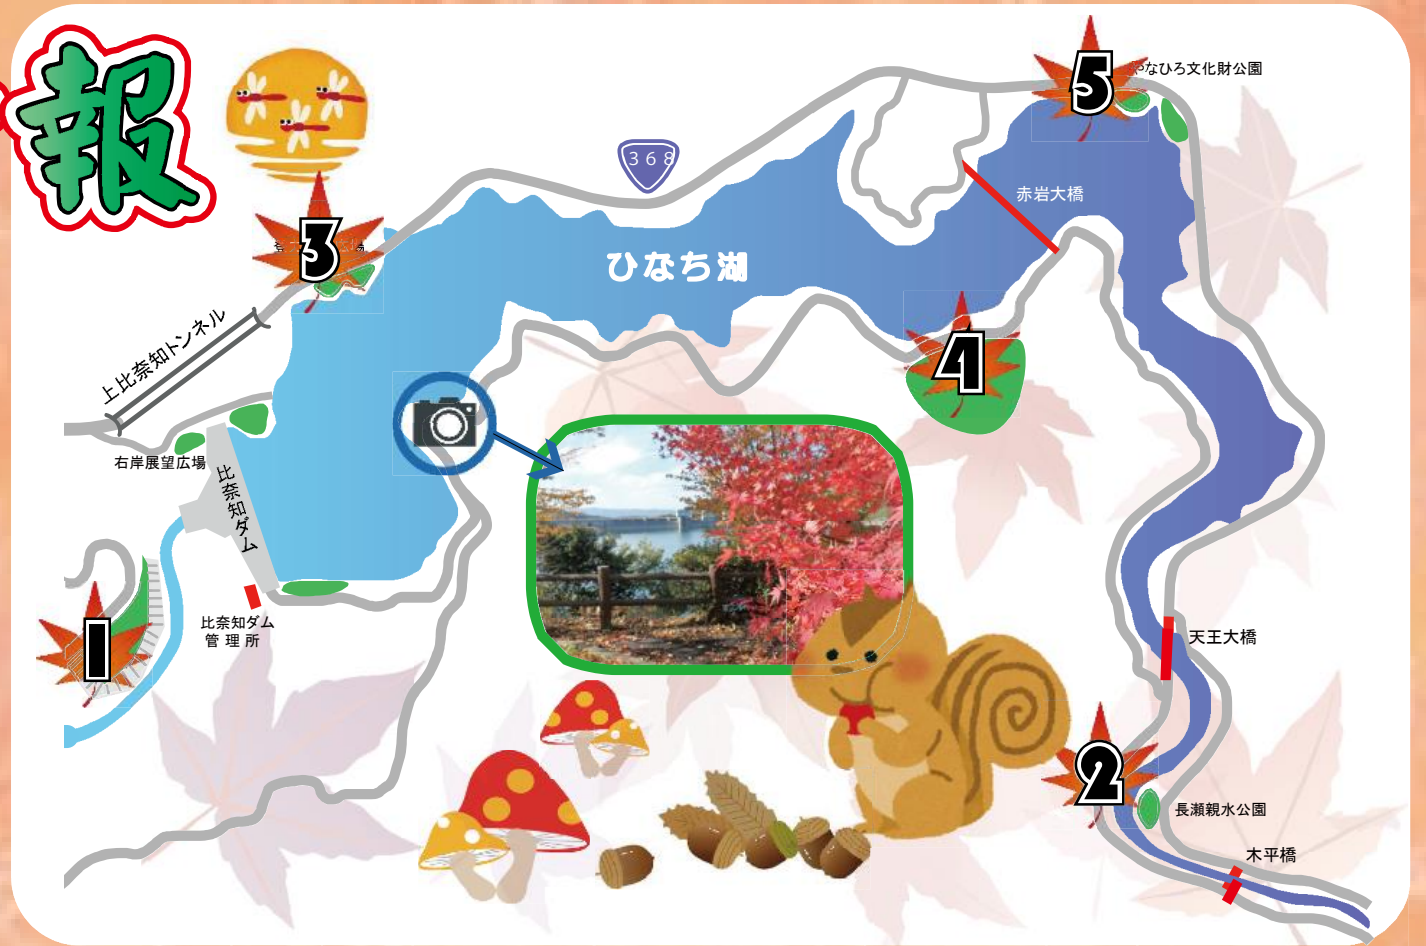 報
5
なひろ文化財公園
368
赤岩大橋
3
ひなち湖
上比奈知トンネル
4
右岸展望広場
比奈知ダム
比奈知ダム
管理所
1
天王大橋
2
長瀬親水公園
木平橋